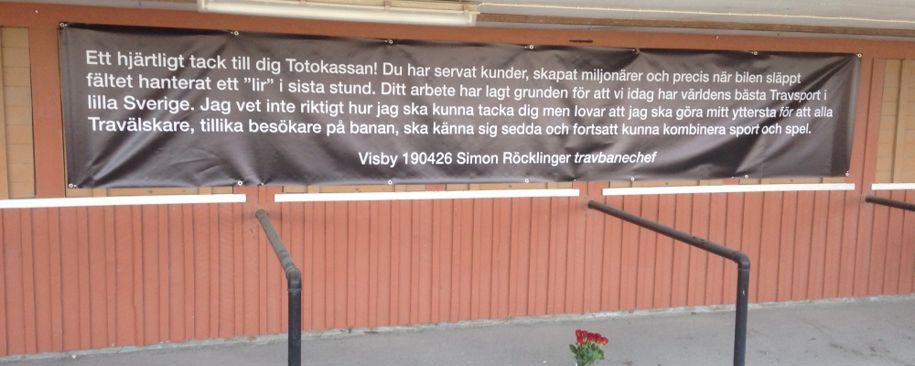 Ett hjärtligt tack till dig Totokassan! Du har servat kunder, skapat miljonärer och precis när bilen släppt
fältet hanterat ett ”lir” i sista stund. Ditt arbete har lagt grunden för att vi idag har världens bästa Travsport i
lilla Sverige. Jag vet inte riktigt hur jag ska kunna tacka dig men lovar att jag ska göra mitt yttersta för att alla
Travälskare, tillika besökare på banan, ska känna sig sedda och fortsatt kunna kombinera sport och spel.
Visby 190426 Simon Röcklinger travbanechef